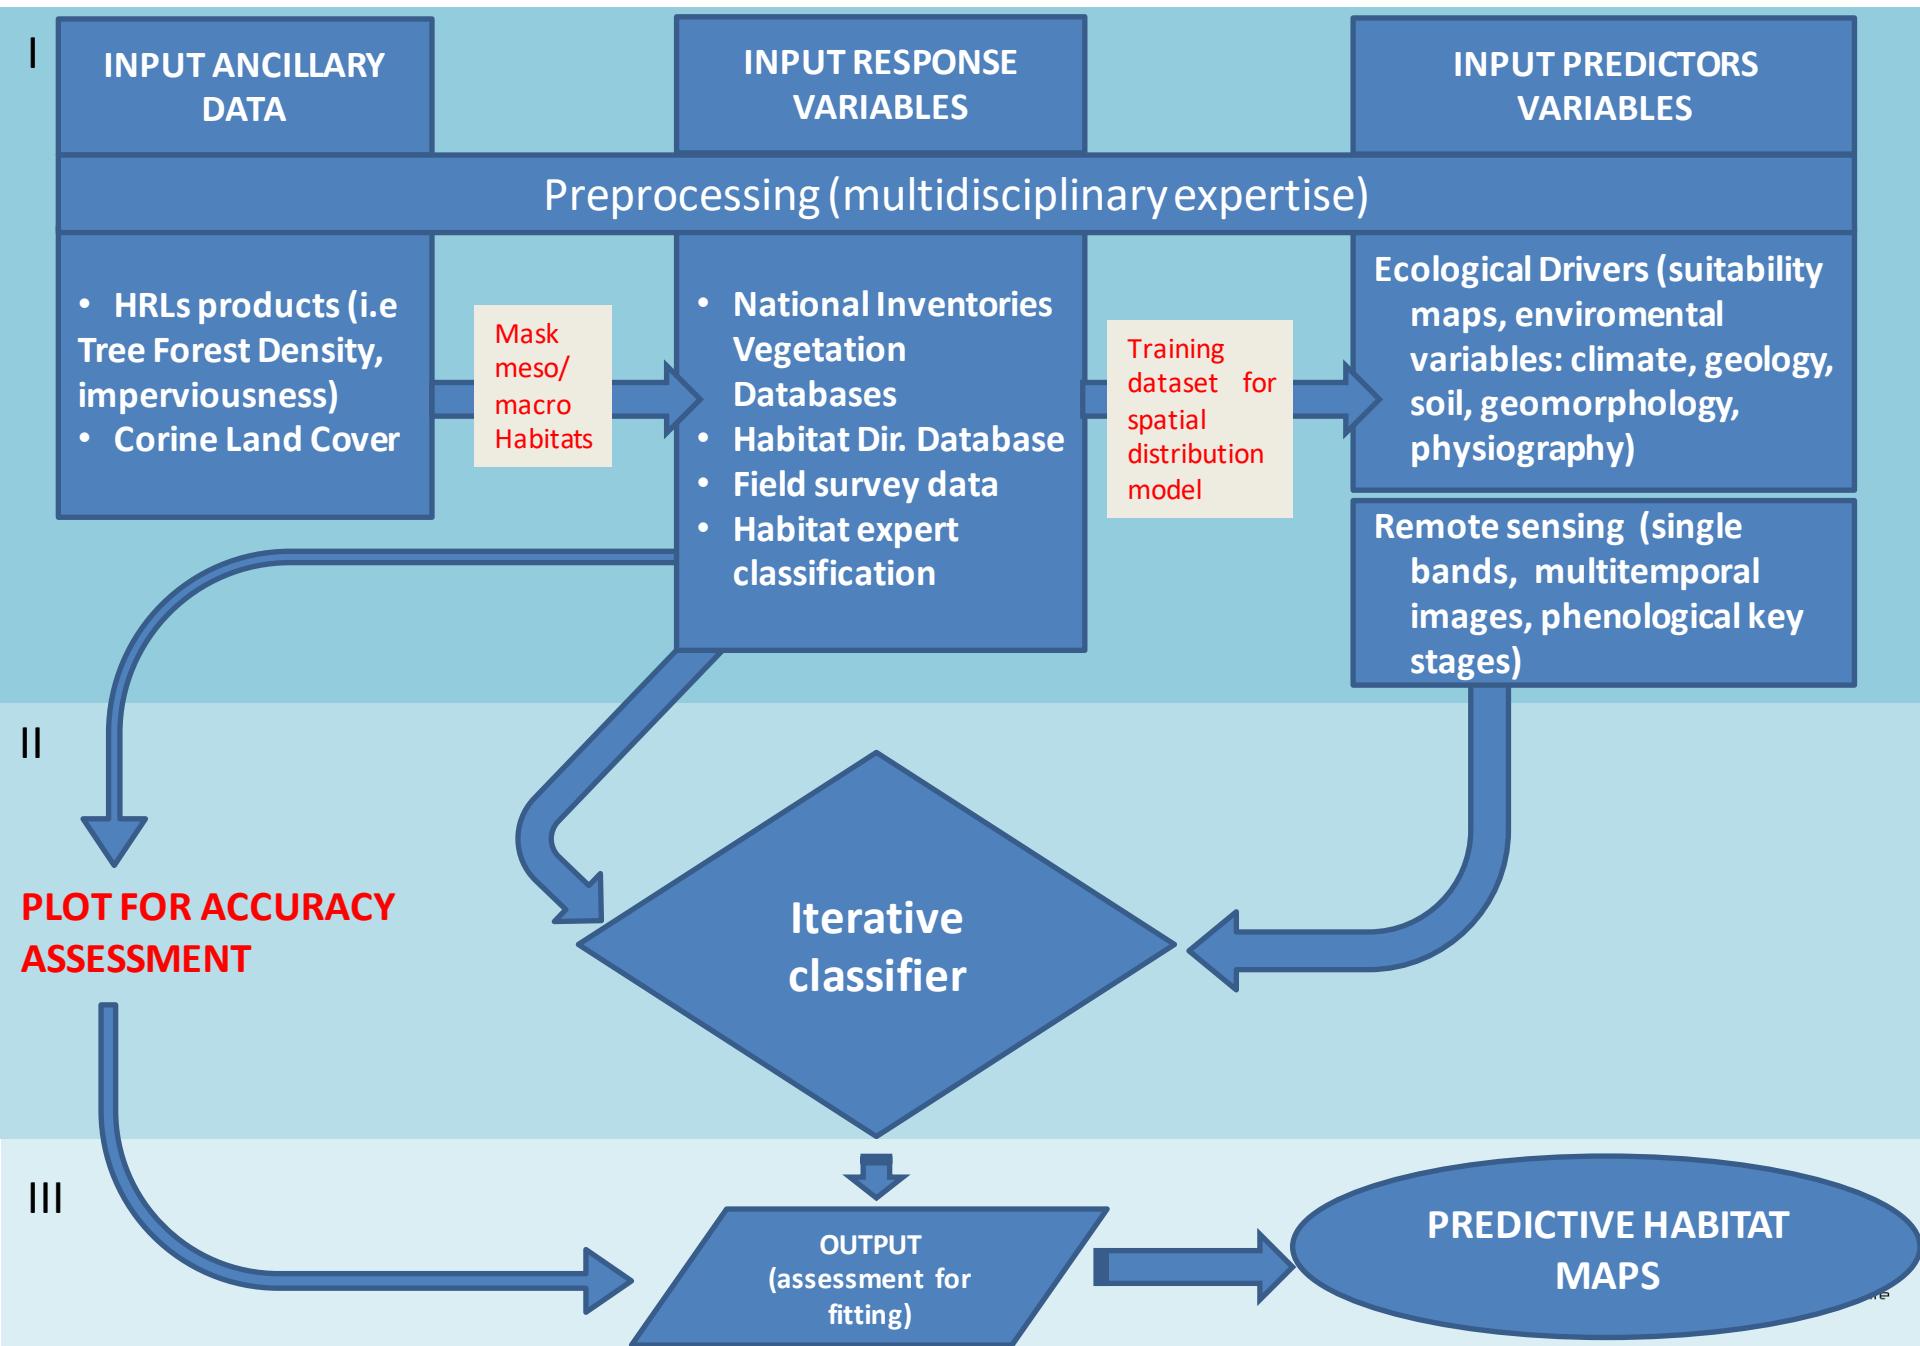 I
INPUT ANCILLARY
DATA
INPUT RESPONSE
VARIABLES
INPUT PREDICTORS
VARIABLES
Preprocessing (multidisciplinary expertise)
• HRLs products (i.e
Tree Forest Density,
imperviousness)
• Corine Land Cover
Mask
meso/
macro
Habitats
• National Inventories
Vegetation
Databases
• Habitat Dir. Database
• Field survey data
• Habitat expert
classification
Training
dataset for
spatial
distribution
model
Ecological Drivers (suitability
maps, enviromental
variables: climate, geology,
soil, geomorphology,
physiography)
Remote sensing (single
bands, multitemporal
images, phenological key
stages)
II
PLOT FOR ACCURACY
ASSESSMENT
Iterative
classifier
III
OUTPUT
(assessment for
fitting)
PREDICTIVE HABITAT
MAPS